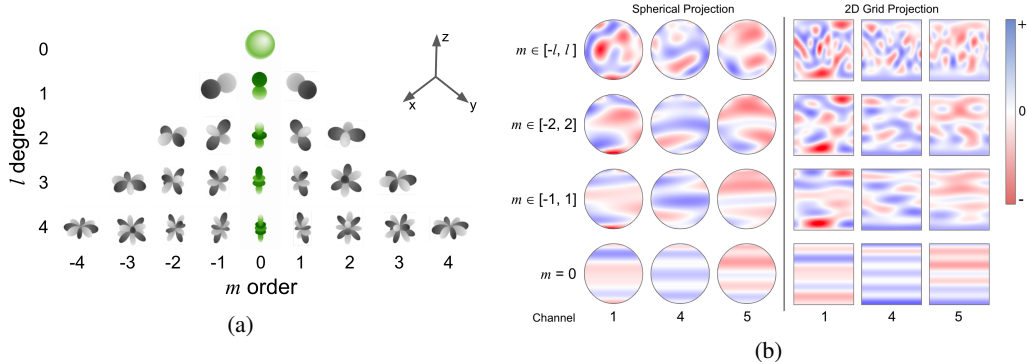 Spherical Projection
2D Grid Projection
z
x
y
l degree
0
1
2
3
4
-4 -3 -2 -1 0 1 2 3 4
m order
(a)
m ∈ [-l, l ]
m ∈ [-2, 2]
m ∈ [-1, 1]
m = 0
Channel 1 4 5 1 4 5
+
0
-
(b)